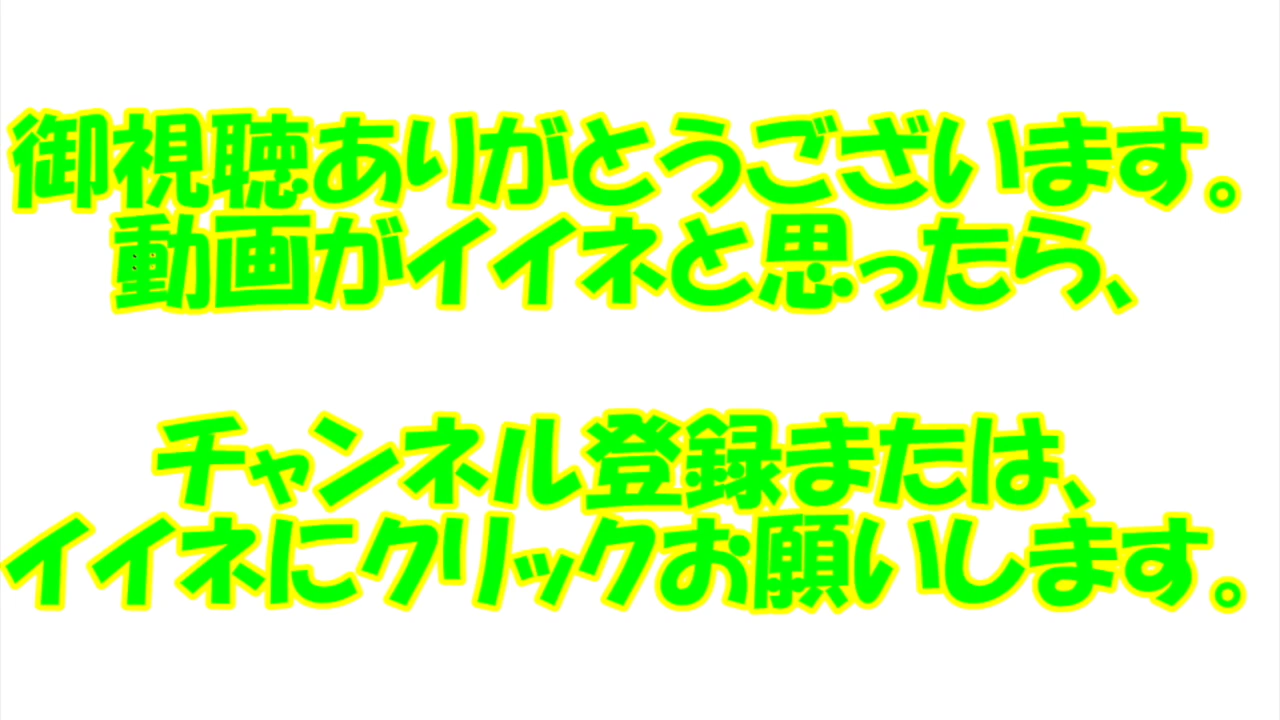 御視聴ありがとうございます。
動画がイイネと思ったら、
チャンネル登録または、
イイネにクリックお願いします。